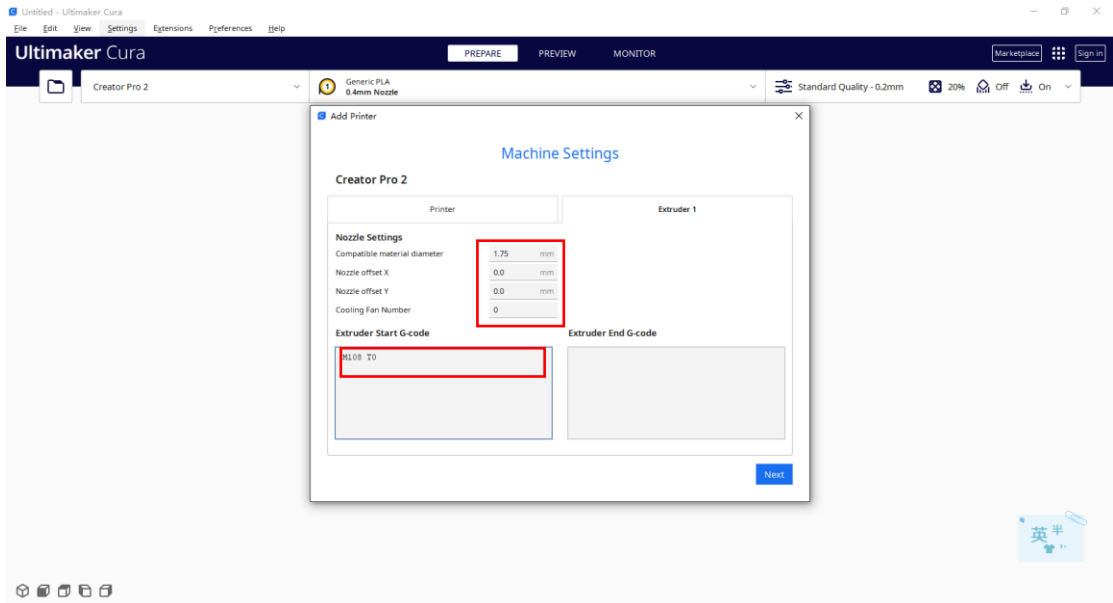 Untitled - Ultimaker Cura
File Edit View Settings Extensions Preferences Help
Ultimaker Cura PREPARE PREVIEW MONITOR Marketplace Sign in
Creator Pro 2
1 Generic PLA
0.4mm Nozzle
Standard Quality - 0.2mm 20% Off On
Add Printer
Machine Settings
Creator Pro 2
Printer Extruder 1
Nozzle Settings
Compatible material diameter 1.75 mm
Nozzle offset X 0.0 mm
Nozzle offset Y 0.0 mm
Cooling Fan Number 0
Extruder Start G-code Extruder End G-code
M108 T0
Next
英 半